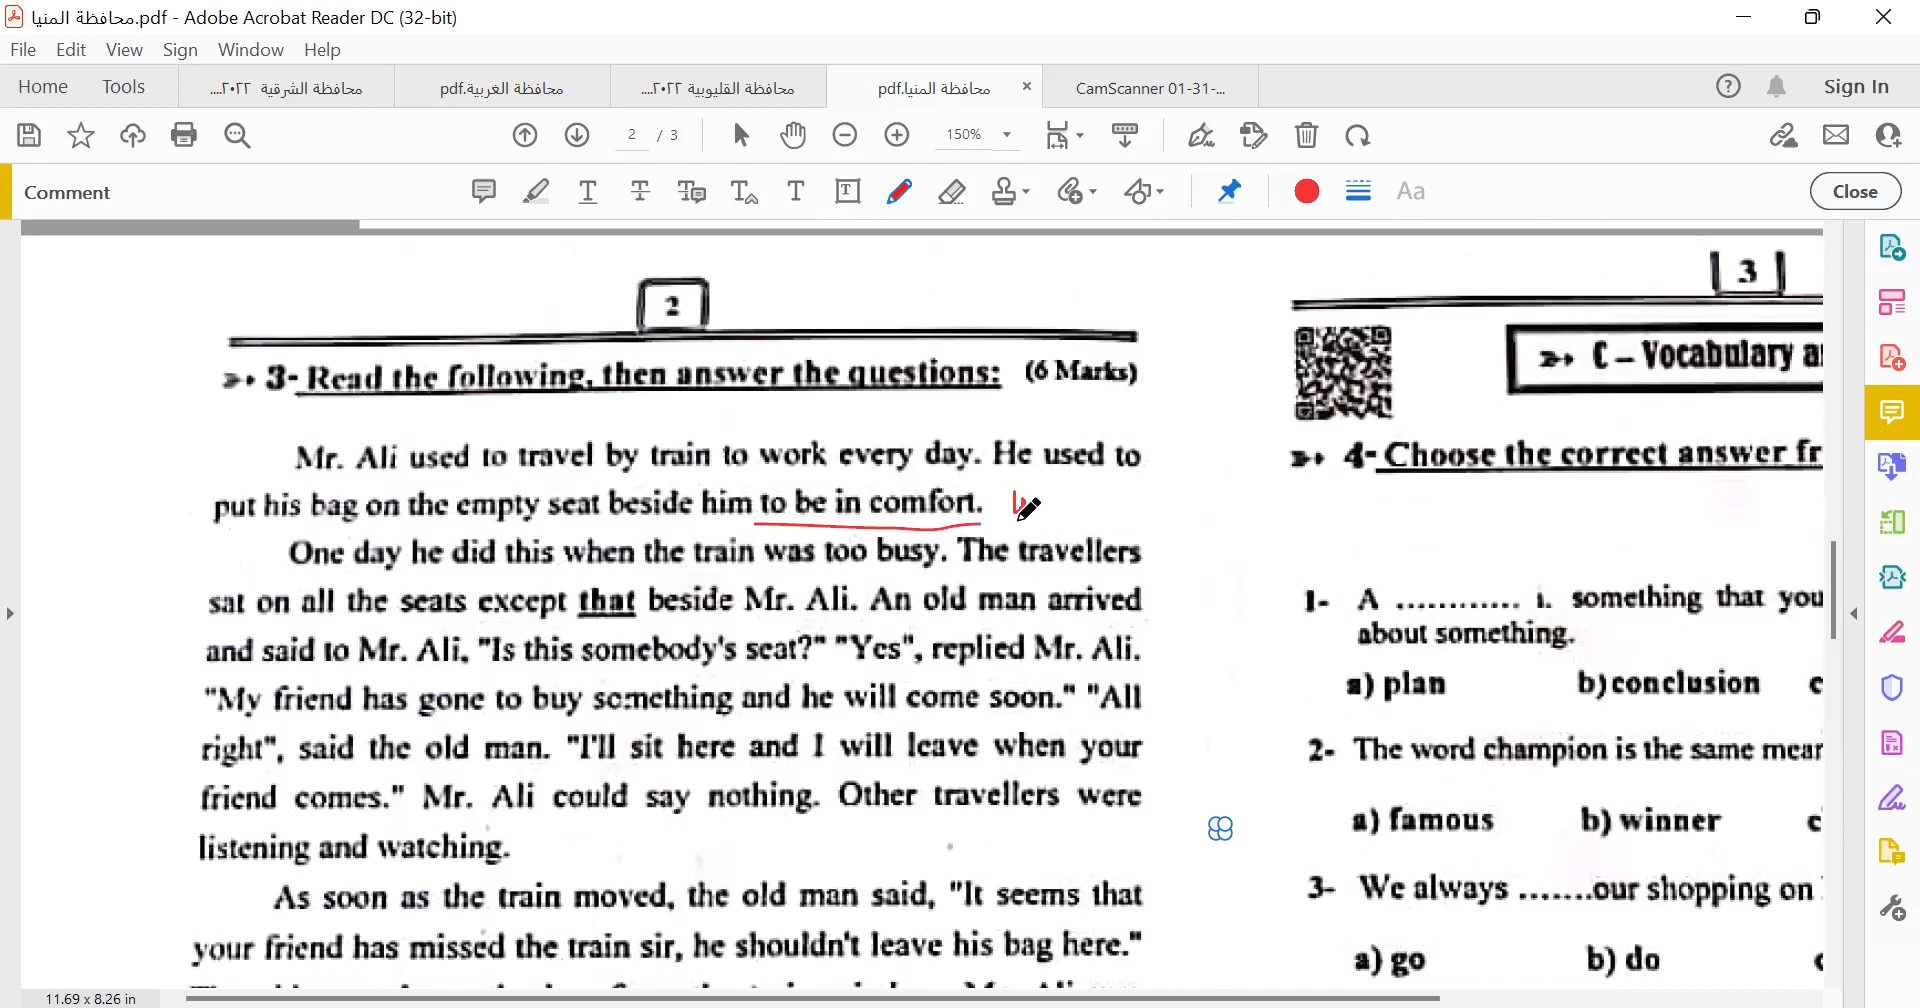 محافظة المنيا.pdf - Adobe Acrobat Reader DC (32-bit)
File Edit View Sign Window Help
Home Tools محافظة الشرقية ٢٠٢٢.... محافظة الغربية.pdf محافظة القليوبية ٢٠٢٢.... محافظة المنيا.pdf × CamScanner 01-31-... Sign In
2 / 3 150%
Comment Aa Close
2
3- Read the following, then answer the questions: (6 Marks)
Mr. Ali used to travel by train to work every day. He used to
put his bag on the empty seat beside him to be in comfort.
One day he did this when the train was too busy. The travellers
sat on all the seats except that beside Mr. Ali. An old man arrived
and said to Mr. Ali, "Is this somebody's seat?" "Yes", replied Mr. Ali.
"My friend has gone to buy something and he will come soon." "All
right", said the old man. "I'll sit here and I will leave when your
friend comes." Mr. Ali could say nothing. Other travellers were
listening and watching.
As soon as the train moved, the old man said, "It seems that
your friend has missed the train sir, he shouldn't leave his bag here."
3
C – Vocabulary a
4- Choose the correct answer fr
1- A ............ i. something that you
about something.
a) plan b) conclusion c
2- The word champion is the same mear
a) famous b) winner c
3- We always .......our shopping on
a) go b) do c
11.69 x 8.26 in